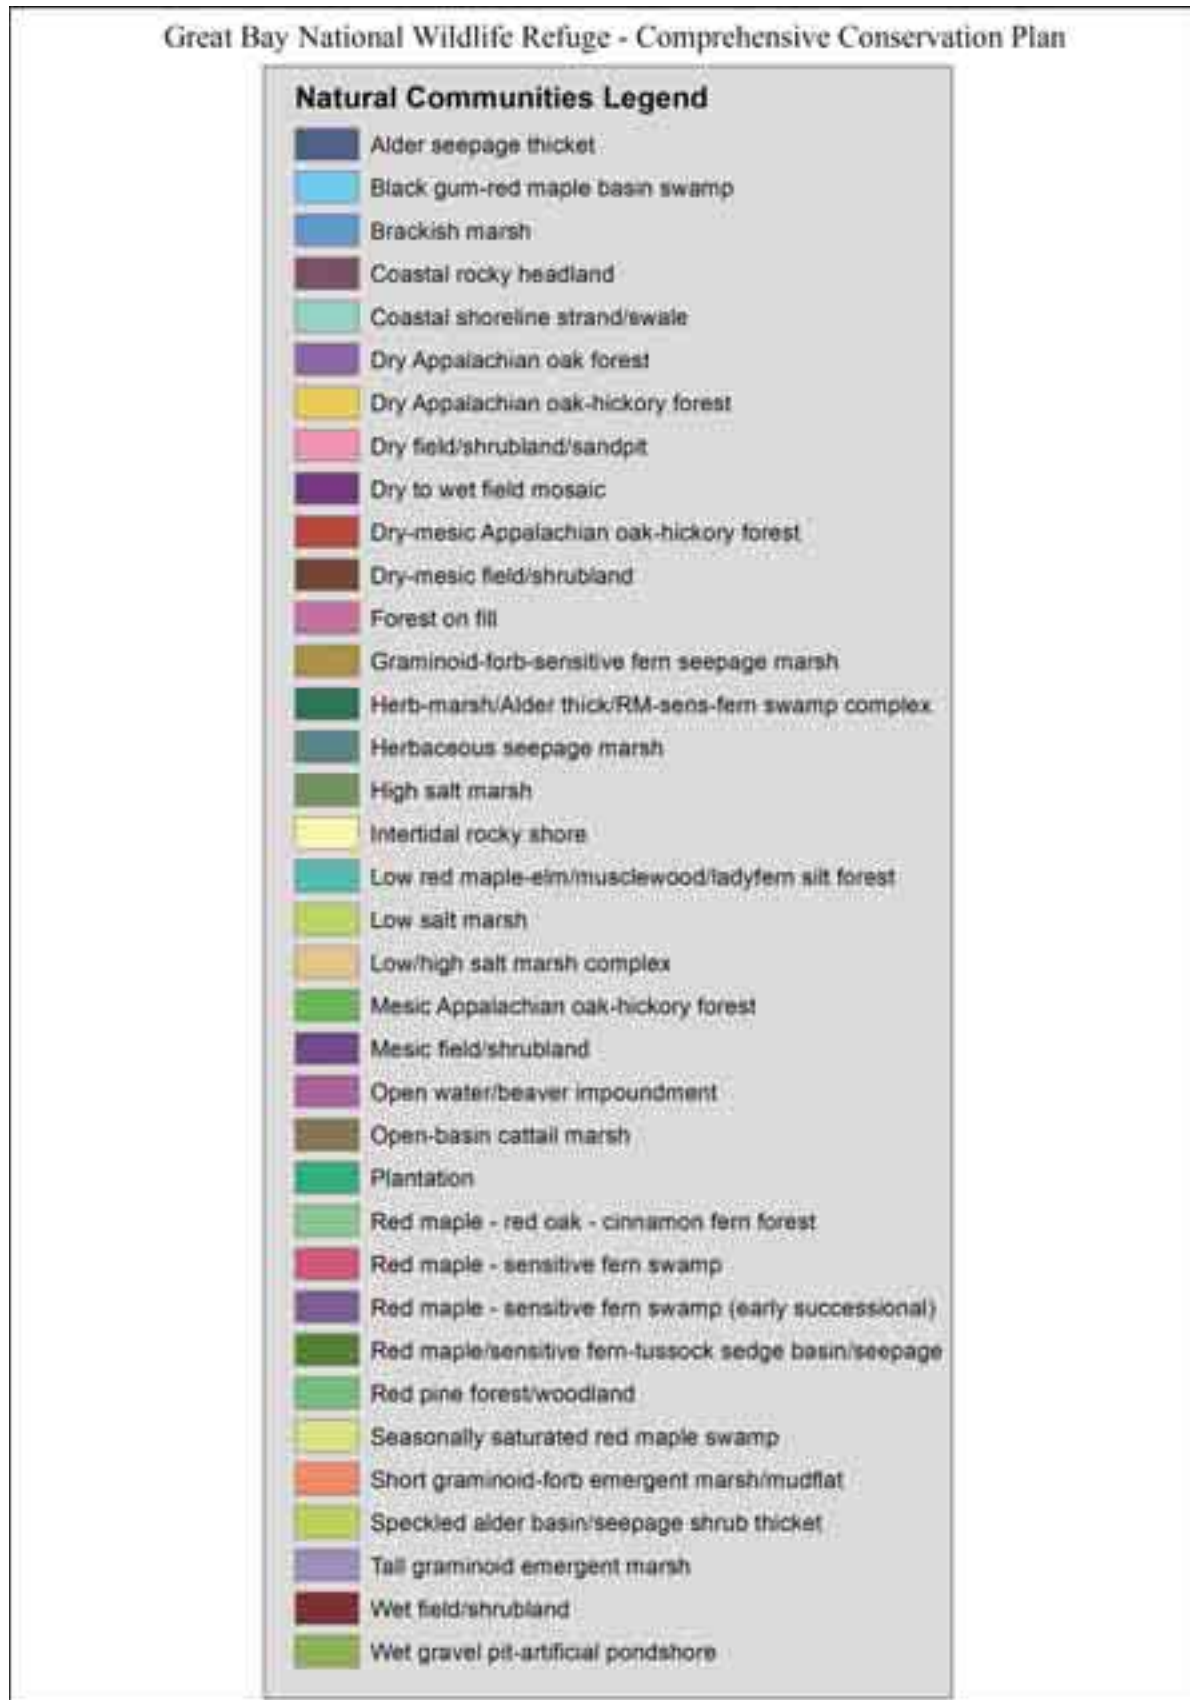 Great Bay National Wildlife Refuge - Comprehensive Conservation Plan
Natural Communities Legend
Alder seepage thicket
Black gum-red maple basin swamp
Brackish marsh
Coastal rocky headland
Coastal shoreline strand/swale
Dry Appalachian oak forest
Dry Appalachian oak-hickory forest
Dry field/shrubland/sandpit
Dry to wet field mosaic
Dry-mesic Appalachian oak-hickory forest
Dry-mesic field/shrubland
Forest on fill
Graminoid-forb-sensitive fern seepage marsh
Herb-marsh/Alder thick/RM-sens-fern swamp complex
Herbaceous seepage marsh
High salt marsh
Intertidal rocky shore
Low red maple-elm/musclewood/ladyfern silt forest
Low salt marsh
Low/high salt marsh complex
Mesic Appalachian oak-hickory forest
Mesic field/shrubland
Open water/beaver impoundment
Open-basin cattail marsh
Plantation
Red maple - red oak - cinnamon fern forest
Red maple - sensitive fern swamp
Red maple - sensitive fern swamp (early successional)
Red maple/sensitive fern-tussock sedge basin/seepage
Red pine forest/woodland
Seasonally saturated red maple swamp
Short graminoid-forb emergent marsh/mudflat
Speckled alder basin/seepage shrub thicket
Tall graminoid emergent marsh
Wet field/shrubland
Wet gravel pit-artificial pondshore